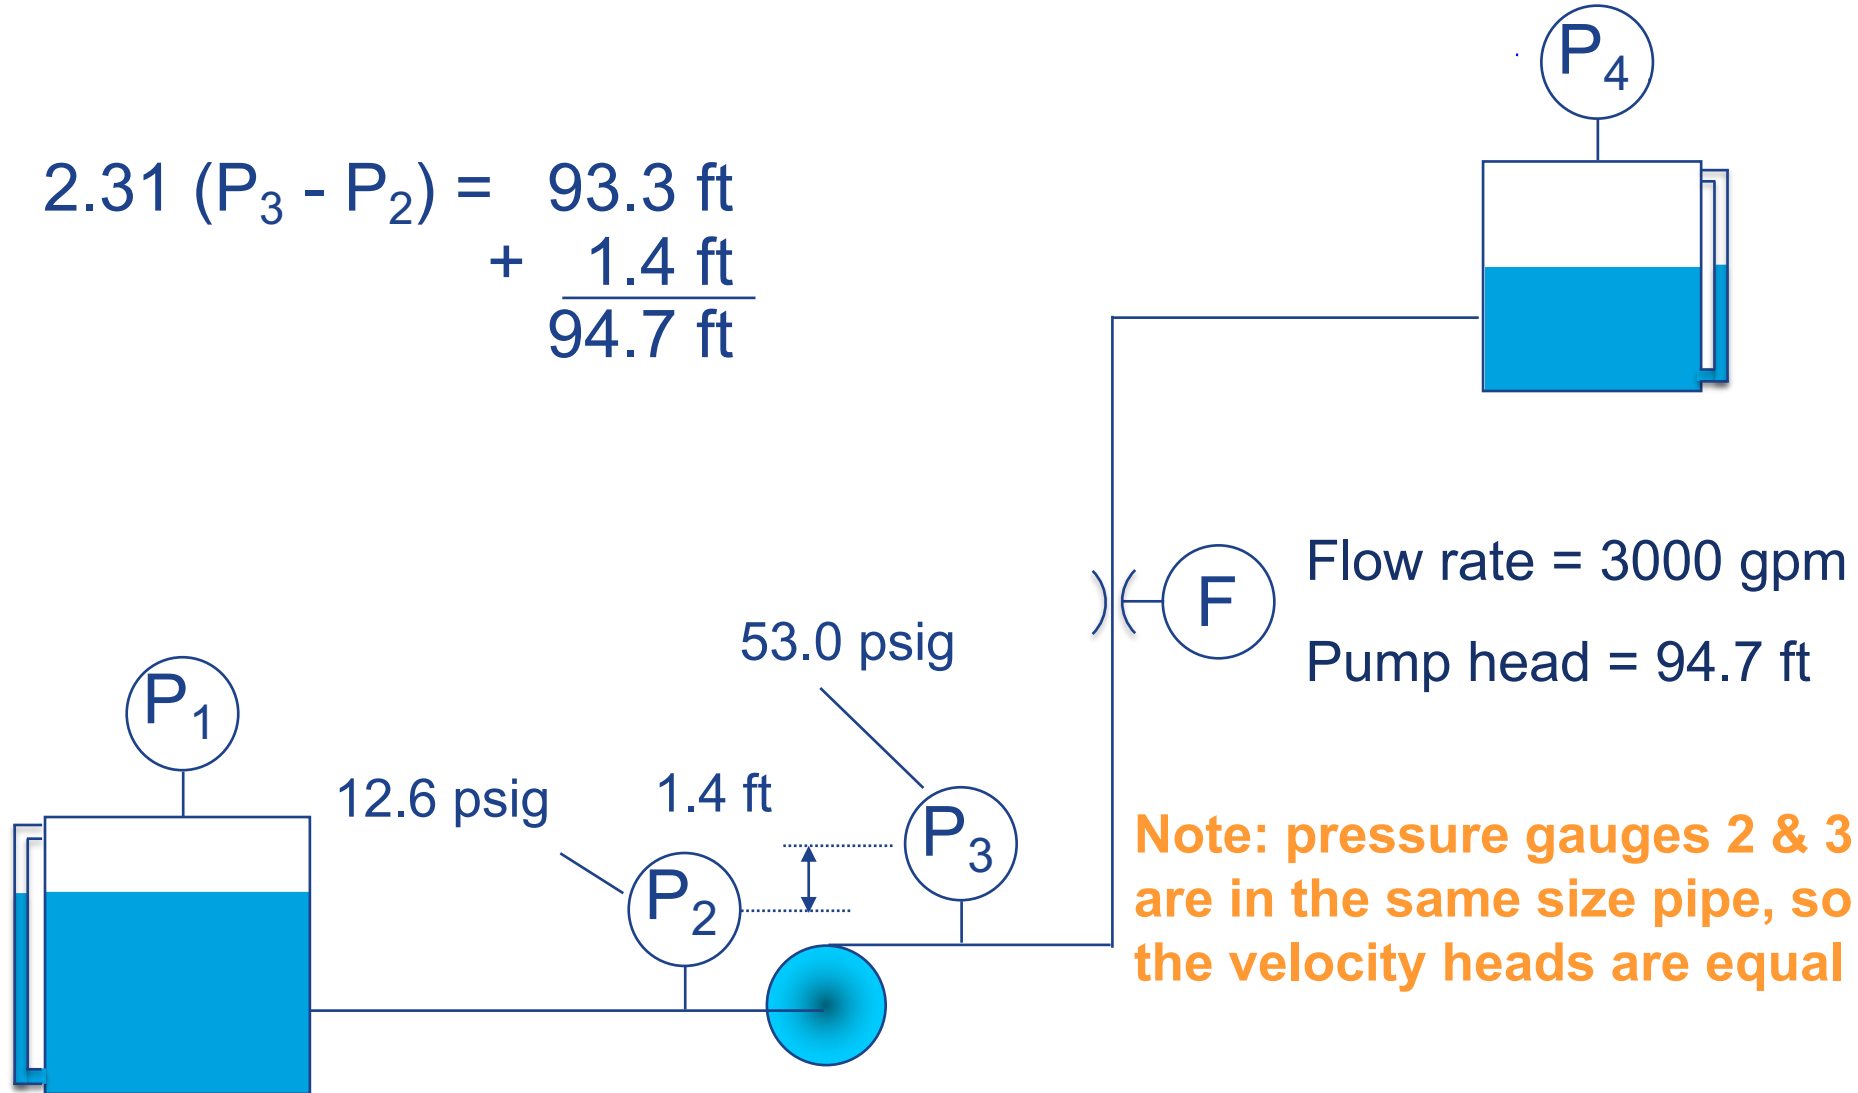 P4
2.31 (P3 - P2) = 93.3 ft
+ 1.4 ft
94.7 ft
Flow rate = 3000 gpm
F
53.0 psig
Pump head = 94.7 ft
P1
12.6 psig
1.4 ft
P3
P2
Note: pressure gauges 2 & 3
are in the same size pipe, so
the velocity heads are equal